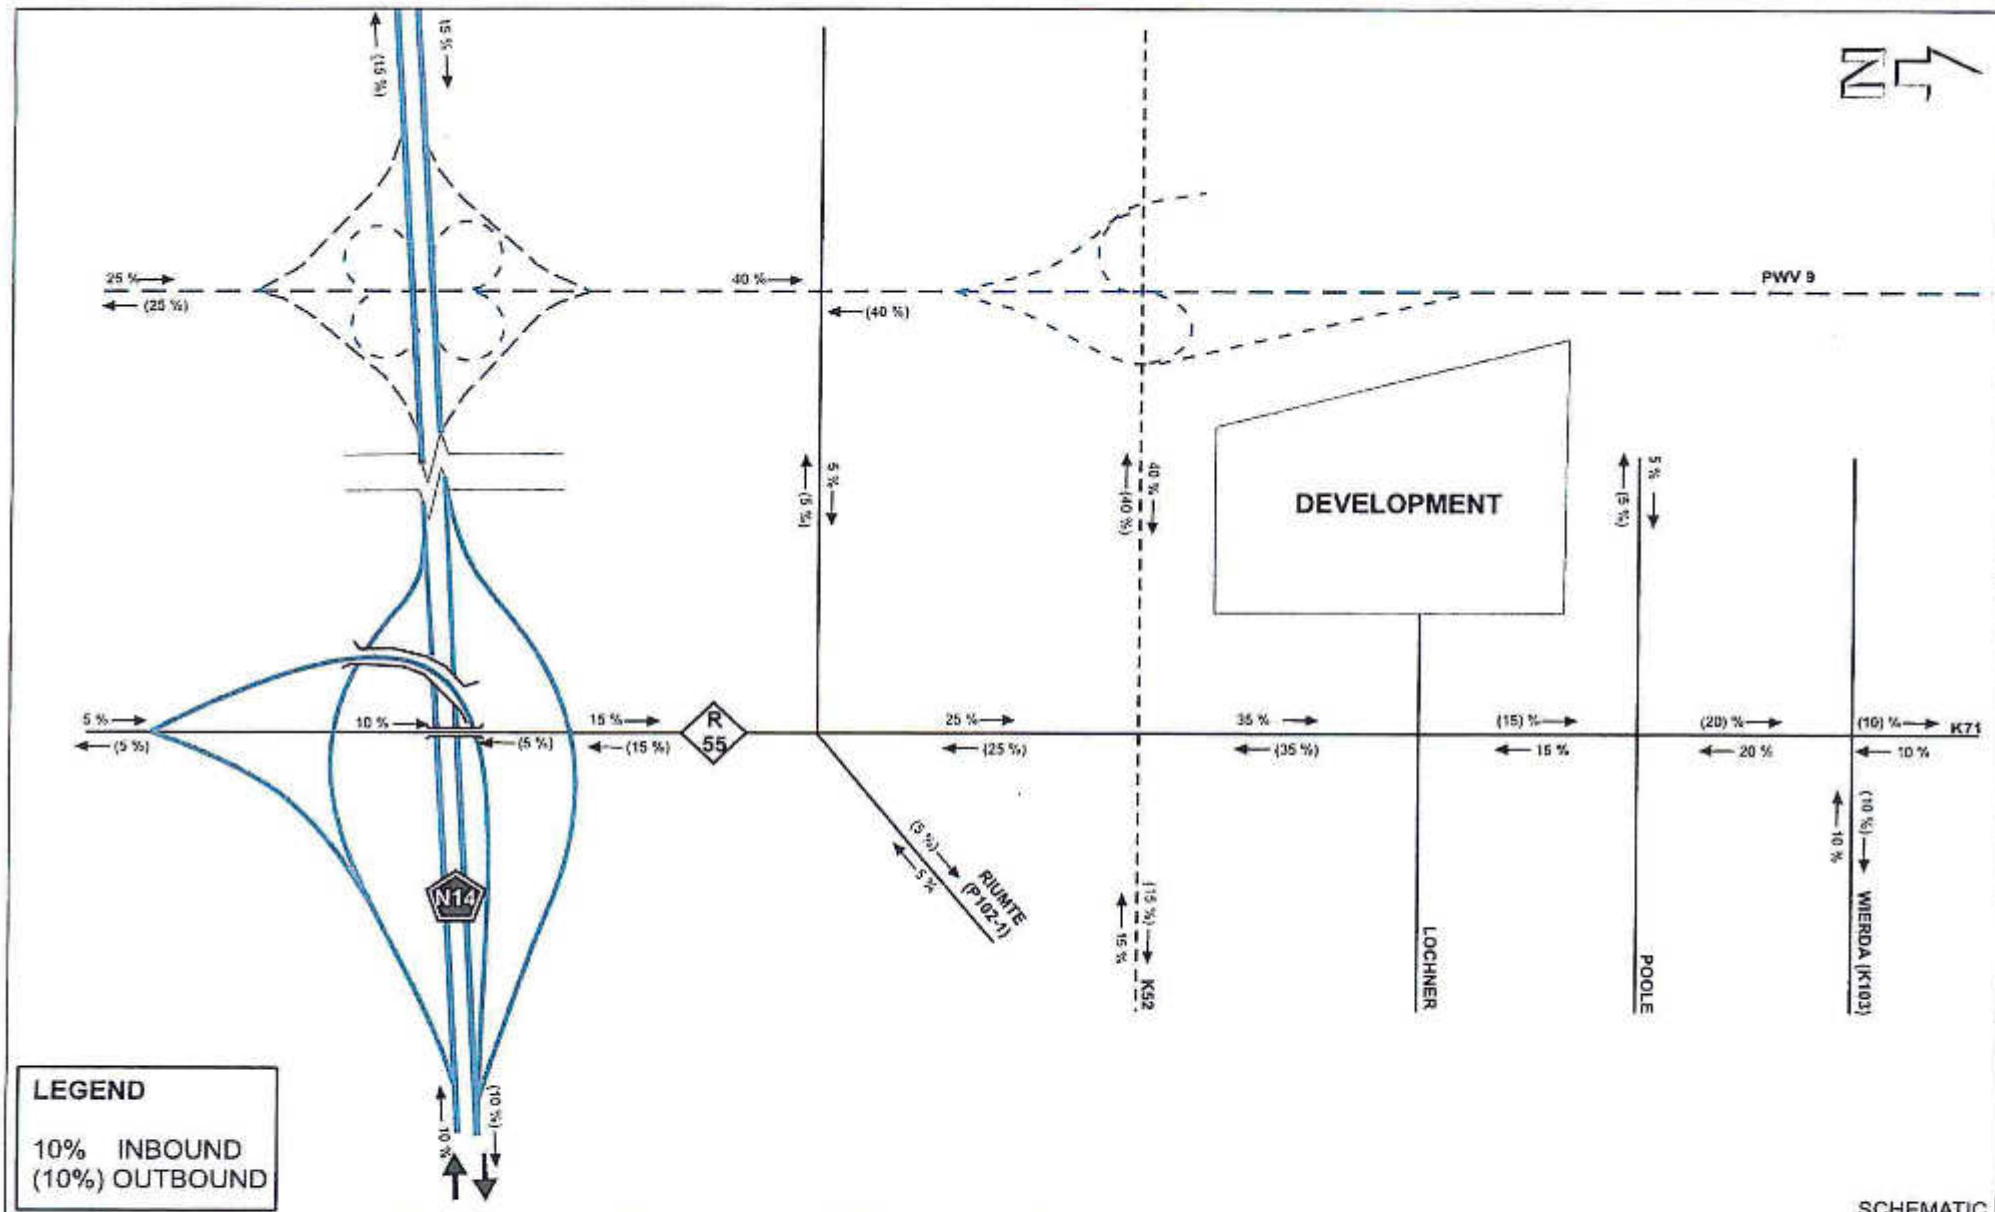 (15 %)
15 %
N
25 %
(25 %)
40 %
(40 %)
PWV 9
5 %
(5 %)
40 %
(40 %)
DEVELOPMENT
5 %
(5 %)
5 %
(5 %)
10 %
(5 %)
15 %
(15 %)
R
55
25 %
(25 %)
35 %
(35 %)
(15) %
15 %
(20) %
20 %
(10) %
10 %
K71
(5 %)
5 %
RIUMTE
(P102-1)
(15 %)
15 %
K52
LOCHNER
POOLE
(10 %)
10 %
WIERDA (K103)
N14
10 %
(10 %)
LEGEND
10% INBOUND
(10%) OUTBOUND
SCHEMATIC